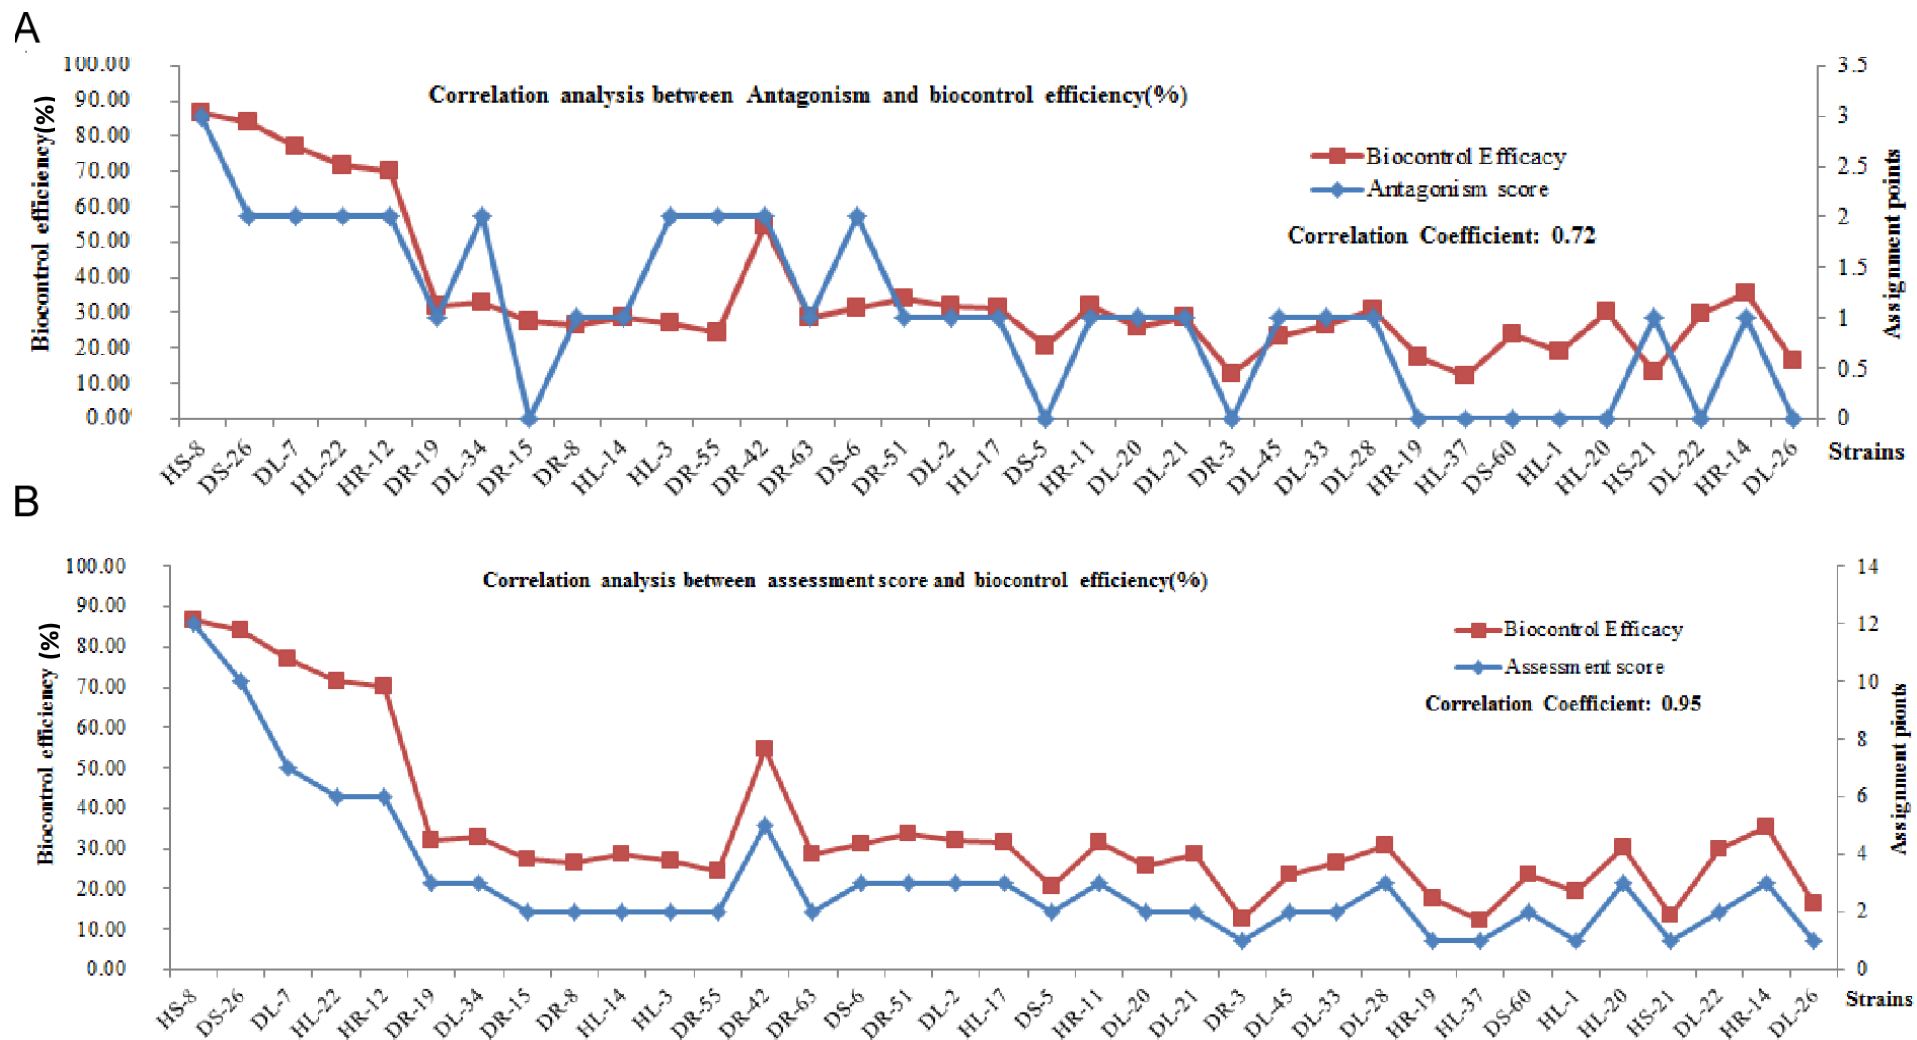 A
Correlation analysis between Antagonism and biocontrol efficiency(%)
Biocontrol efficiency(%)
100.00
90.00
80.00
70.00
60.00
50.00
40.00
30.00
20.00
10.00
0.00
3.5
3
2.5
2
1.5
1
0.5
0
Assignment points
Biocontrol Efficacy
Antagonism score
Correlation Coefficient: 0.72
HS-8 DS-26 DL-7 HL-22 HR-12 DR-19 DL-34 DR-15 DR-8 HL-14 HL-3 DR-55 DR-42 DR-63 DS-6 DR-51 DL-2 HL-17 DS-5 HR-11 DL-20 DL-21 DR-3 DL-45 DL-33 DL-28 HR-19 HL-37 DS-60 HL-1 HL-20 HS-21 DL-22 HR-14 DL-26 Strains
B
Correlation analysis between assessment score and biocontrol efficiency(%)
Biocontrol efficiency (%)
100.00
90.00
80.00
70.00
60.00
50.00
40.00
30.00
20.00
10.00
0.00
14
12
10
8
6
4
2
0
Assignment pionts
Biocontrol Efficacy
Assessment score
Correlation Coefficient: 0.95
HS-8 DS-26 DL-7 HL-22 HR-12 DR-19 DL-34 DR-15 DR-8 HL-14 HL-3 DR-55 DR-42 DR-63 DS-6 DR-51 DL-2 HL-17 DS-5 HR-11 DL-20 DL-21 DR-3 DL-45 DL-33 DL-28 HR-19 HL-37 DS-60 HL-1 HL-20 HS-21 DL-22 HR-14 DL-26 Strains